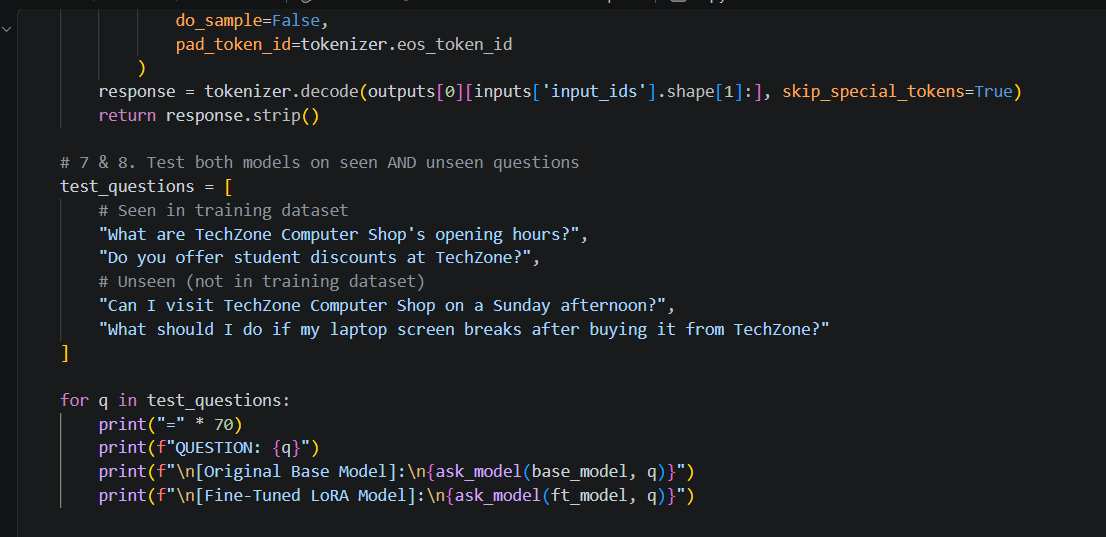 do_sample=False,
pad_token_id=tokenizer.eos_token_id
)
response = tokenizer.decode(outputs[0][inputs['input_ids'].shape[1]:], skip_special_tokens=True)
return response.strip()
# 7 & 8. Test both models on seen AND unseen questions
test_questions = [
# Seen in training dataset
"What are TechZone Computer Shop's opening hours?",
"Do you offer student discounts at TechZone?",
# Unseen (not in training dataset)
"Can I visit TechZone Computer Shop on a Sunday afternoon?",
"What should I do if my laptop screen breaks after buying it from TechZone?"
]
for q in test_questions:
print("=" * 70)
print(f"QUESTION: {q}")
print(f"\n[Original Base Model]:\n{ask_model(base_model, q)}")
print(f"\n[Fine-Tuned LoRA Model]:\n{ask_model(ft_model, q)}")